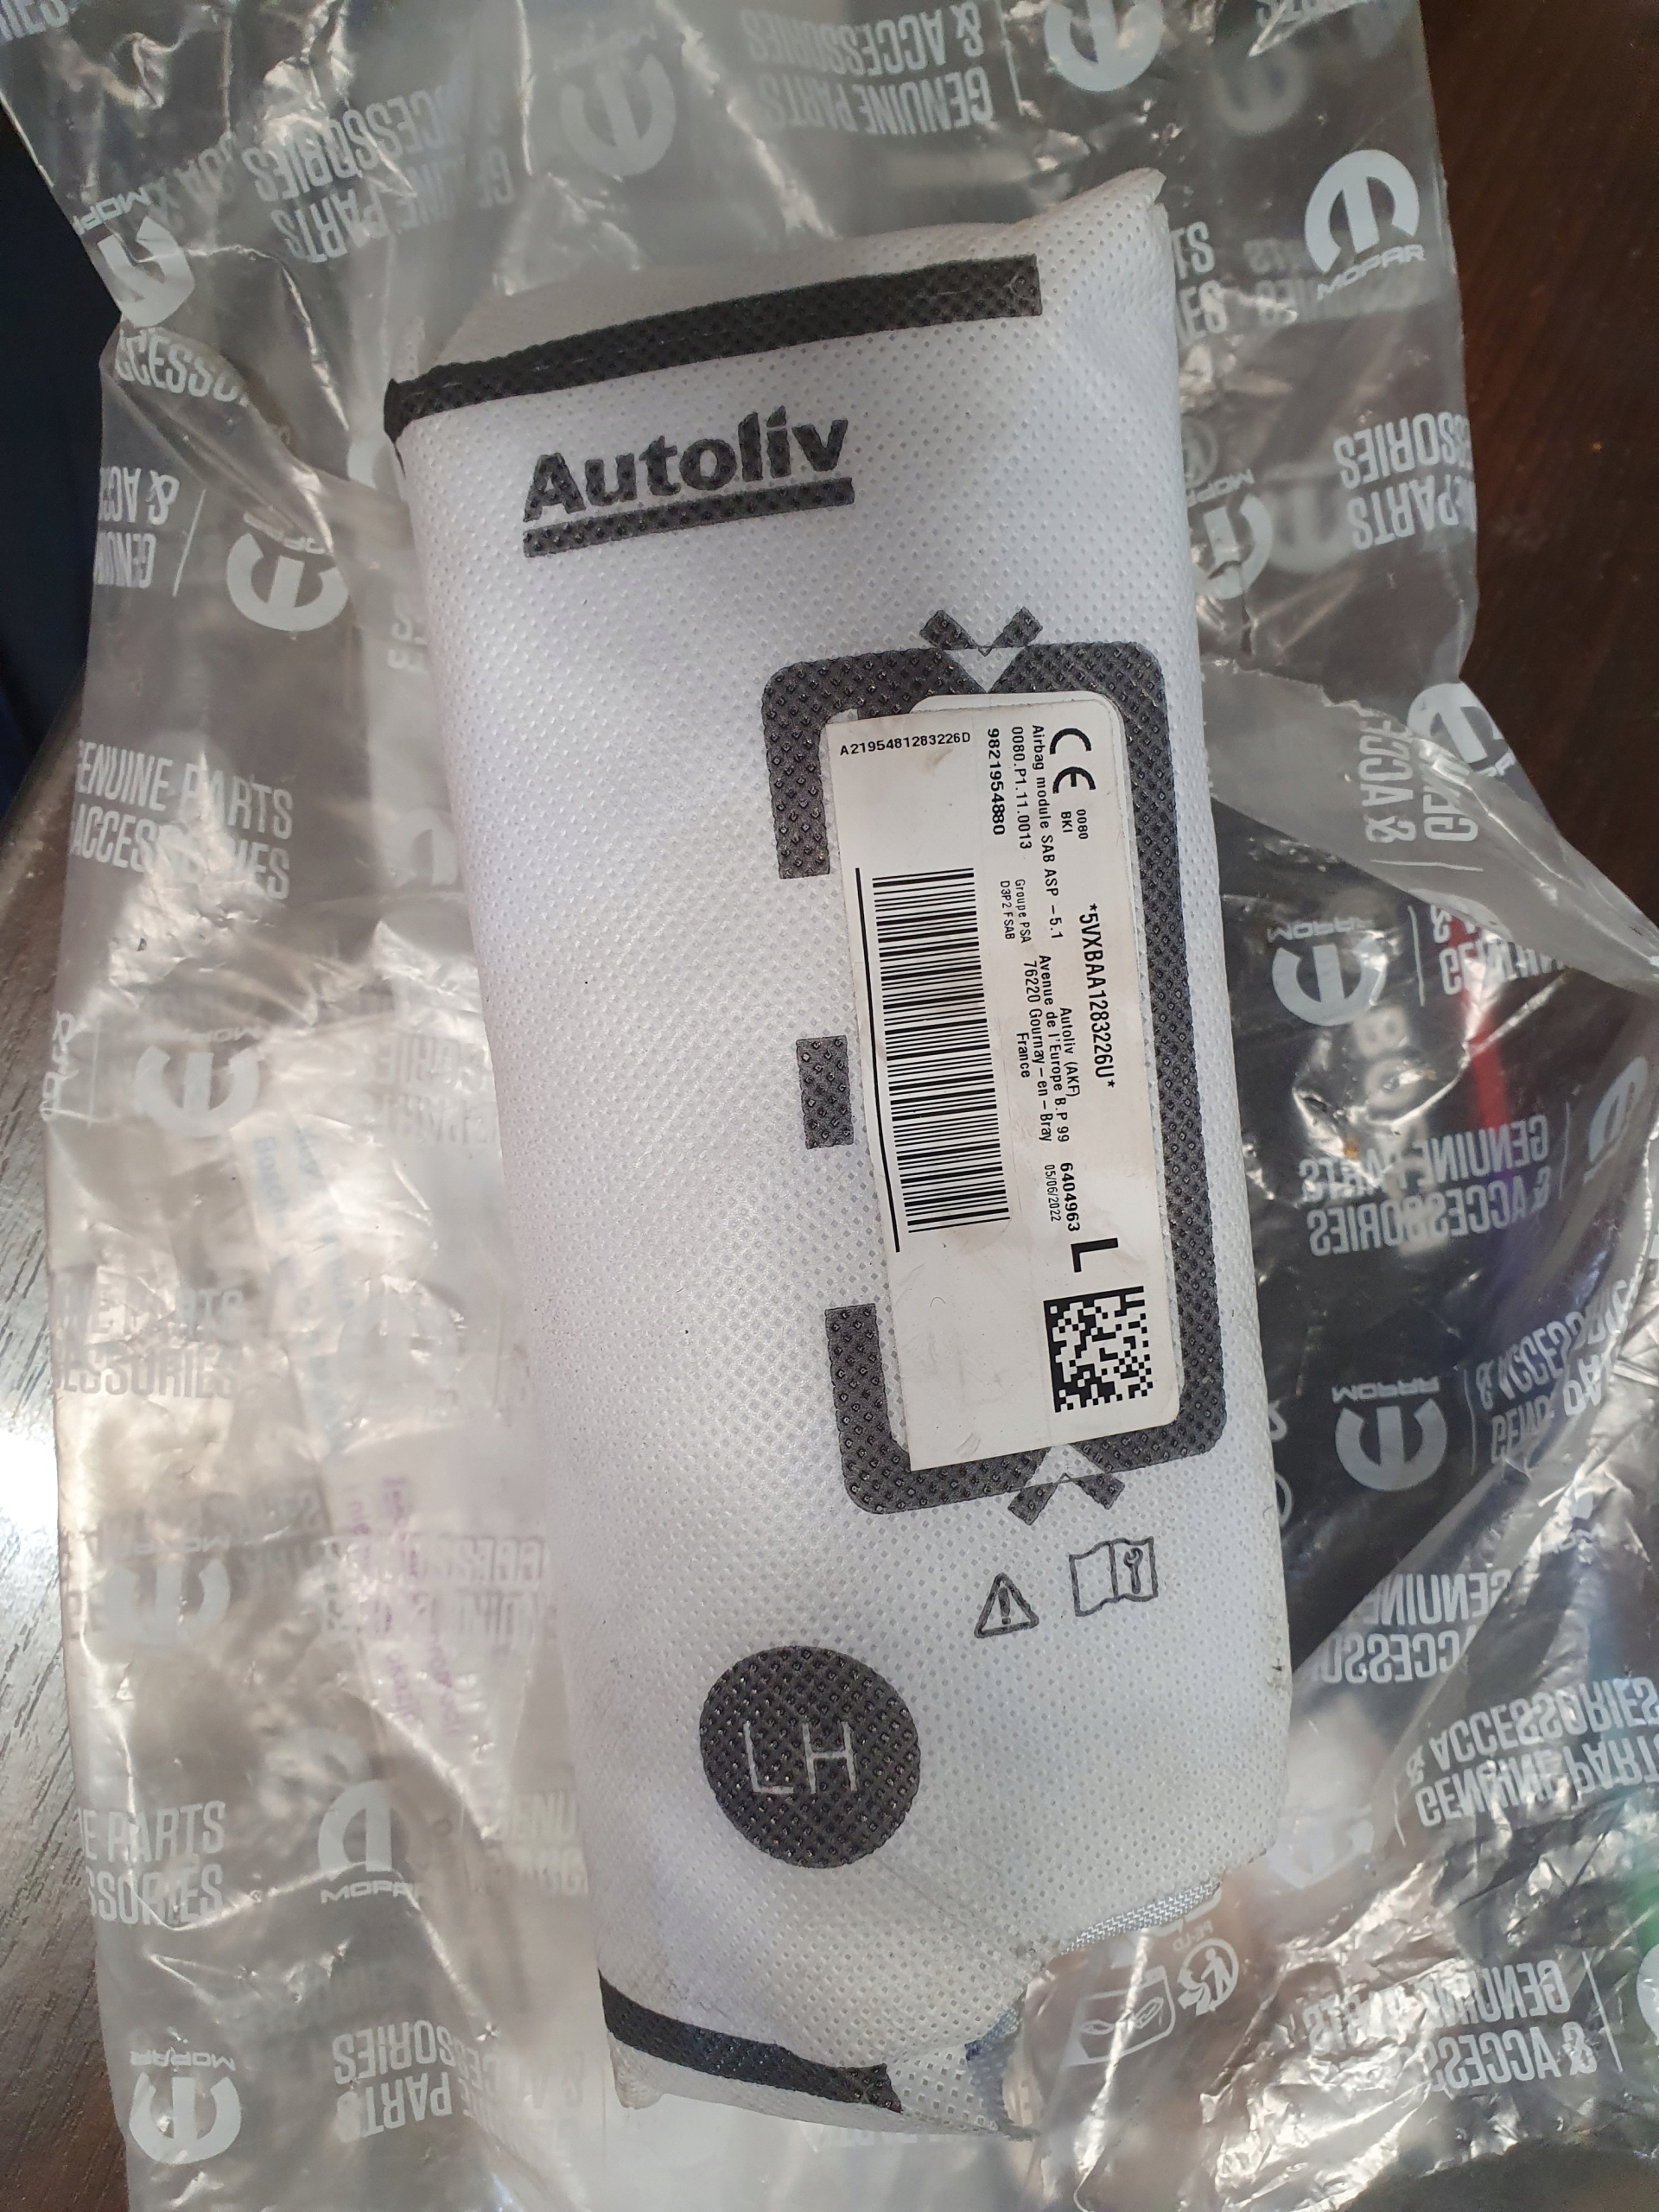 Autoliv
A2195481283226D
CE 0080
BKI
*5VXBAA1283226U*
Airbag module SAB ASP -5.1
0080.P1.11.0013
9821954880
Groupe PSA
D3P2 FSAB
Autoliv (AKF)
Avenue de l'Europe B.P 99
76220 Gournay-en-Bray
France
6404963
05/06/2022
L
LH
MOPAR
GENUINE PARTS
& ACCESSORIES